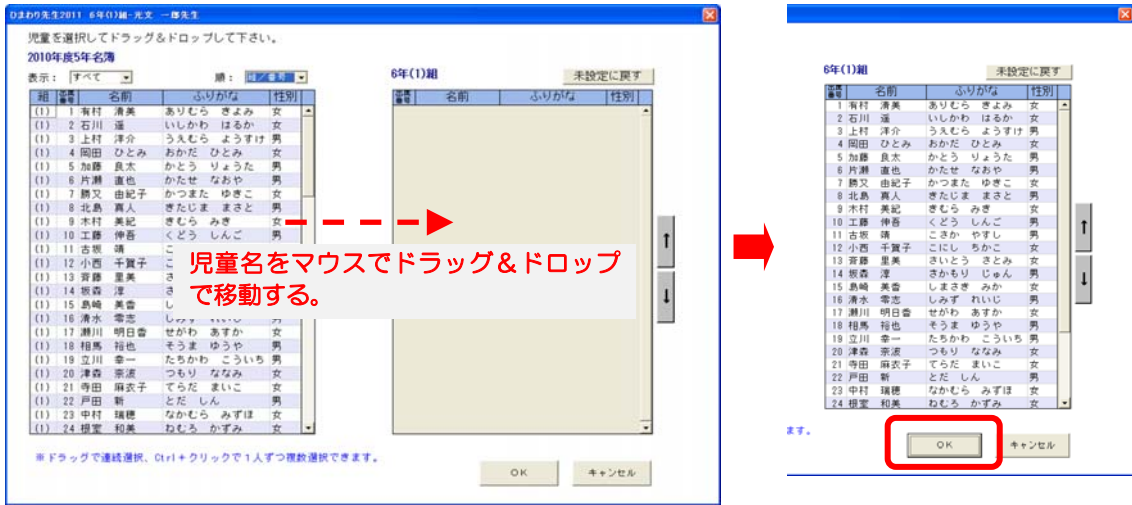 ひまわり先生2011 6年(1)組-光文 一郎先生
児童を選択してドラッグ&ドロップして下さい。
2010年度5年名簿
表示: すべて 順: 組/番号
組 出席番号 名前 ふりがな 性別
(1) 1 有村 清美 ありむら きよみ 女
(1) 2 石川 遥 いしかわ はるか 女
(1) 3 上村 洋介 うえむら ようすけ 男
(1) 4 岡田 ひとみ おかだ ひとみ 女
(1) 5 加藤 良太 かとう りょうた 男
(1) 6 片瀬 直也 かたせ なおや 男
(1) 7 勝又 由紀子 かつまた ゆきこ 女
(1) 8 北島 真人 きたじま まさと 男
(1) 9 木村 美紀 きむら みき 女
(1) 10 工藤 伸吾 くどう しんご 男
(1) 11 古坂 靖 こ
(1) 12 小西 千賀子 こ
(1) 13 斉藤 里美 さ
(1) 14 坂森 淳 さ
(1) 15 島崎 美香 し
(1) 16 清水 零志 しみず れいじ 男
(1) 17 瀬川 明日香 せがわ あすか 女
(1) 18 相馬 裕也 そうま ゆうや 男
(1) 19 立川 幸一 たちかわ こういち 男
(1) 20 津森 奈波 つもり ななみ 女
(1) 21 寺田 麻衣子 てらだ まいこ 女
(1) 22 戸田 新 とだ しん 男
(1) 23 中村 瑞穂 なかむら みずほ 女
(1) 24 根室 和美 ねむろ かずみ 女
※ドラッグで連続選択、Ctrl+クリックで1人ずつ複数選択できます。
6年(1)組 未設定に戻す
出席番号 名前 ふりがな 性別
↑
↓
児童名をマウスでドラッグ&ドロップ
で移動する。
OK キャンセル
6年(1)組 未設定に戻す
出席番号 名前 ふりがな 性別
1 有村 清美 ありむら きよみ 女
2 石川 遥 いしかわ はるか 女
3 上村 洋介 うえむら ようすけ 男
4 岡田 ひとみ おかだ ひとみ 女
5 加藤 良太 かとう りょうた 男
6 片瀬 直也 かたせ なおや 男
7 勝又 由紀子 かつまた ゆきこ 女
8 北島 真人 きたじま まさと 男
9 木村 美紀 きむら みき 女
10 工藤 伸吾 くどう しんご 男
11 古坂 靖 こさか やすし 男
12 小西 千賀子 こにし ちかこ 女
13 斉藤 里美 さいとう さとみ 女
14 坂森 淳 さかもり じゅん 男
15 島崎 美香 しまさき みか 女
16 清水 零志 しみず れいじ 男
17 瀬川 明日香 せがわ あすか 女
18 相馬 裕也 そうま ゆうや 男
19 立川 幸一 たちかわ こういち 男
20 津森 奈波 つもり ななみ 女
21 寺田 麻衣子 てらだ まいこ 女
22 戸田 新 とだ しん 男
23 中村 瑞穂 なかむら みずほ 女
24 根室 和美 ねむろ かずみ 女
↑
↓
ます。
OK キャンセル